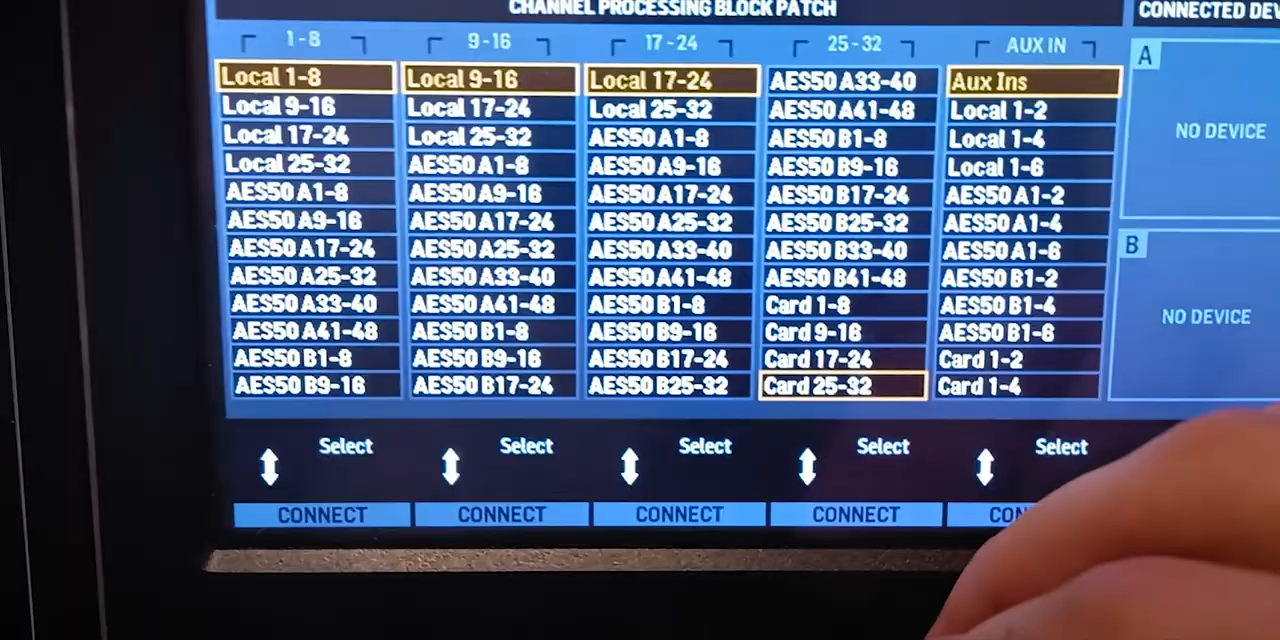 CHANNEL PROCESSING BLOCK PATCH
CONNECTED DEV
1-8 9-16 17-24 25-32 AUX IN
Local 1-8 Local 9-16 Local 17-24 AES50 A33-40 Aux Ins
Local 9-16 Local 17-24 Local 25-32 AES50 A41-48 Local 1-2
Local 17-24 Local 25-32 AES50 A1-8 AES50 B1-8 Local 1-4
Local 25-32 AES50 A1-8 AES50 A9-16 AES50 B9-16 Local 1-6
AES50 A1-8 AES50 A9-16 AES50 A17-24 AES50 B17-24 AES50 A1-2
AES50 A9-16 AES50 A17-24 AES50 A25-32 AES50 B25-32 AES50 A1-4
AES50 A17-24 AES50 A25-32 AES50 A33-40 AES50 B33-40 AES50 A1-6
AES50 A25-32 AES50 A33-40 AES50 A41-48 AES50 B41-48 AES50 B1-2
AES50 A33-40 AES50 A41-48 AES50 B1-8 Card 1-8 AES50 B1-4
AES50 A41-48 AES50 B1-8 AES50 B9-16 Card 9-16 AES50 B1-6
AES50 B1-8 AES50 B9-16 AES50 B17-24 Card 17-24 Card 1-2
AES50 B9-16 AES50 B17-24 AES50 B25-32 Card 25-32 Card 1-4
A
NO DEVICE
B
NO DEVICE
Select Select Select Select Select
CONNECT CONNECT CONNECT CONNECT CON